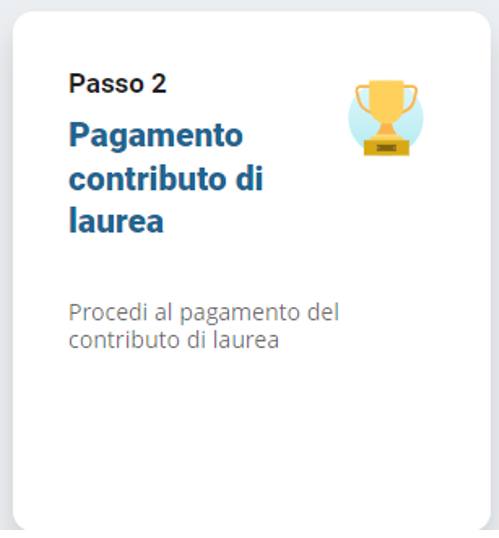 Passo 2
Pagamento
contributo di
laurea
Procedi al pagamento del
contributo di laurea